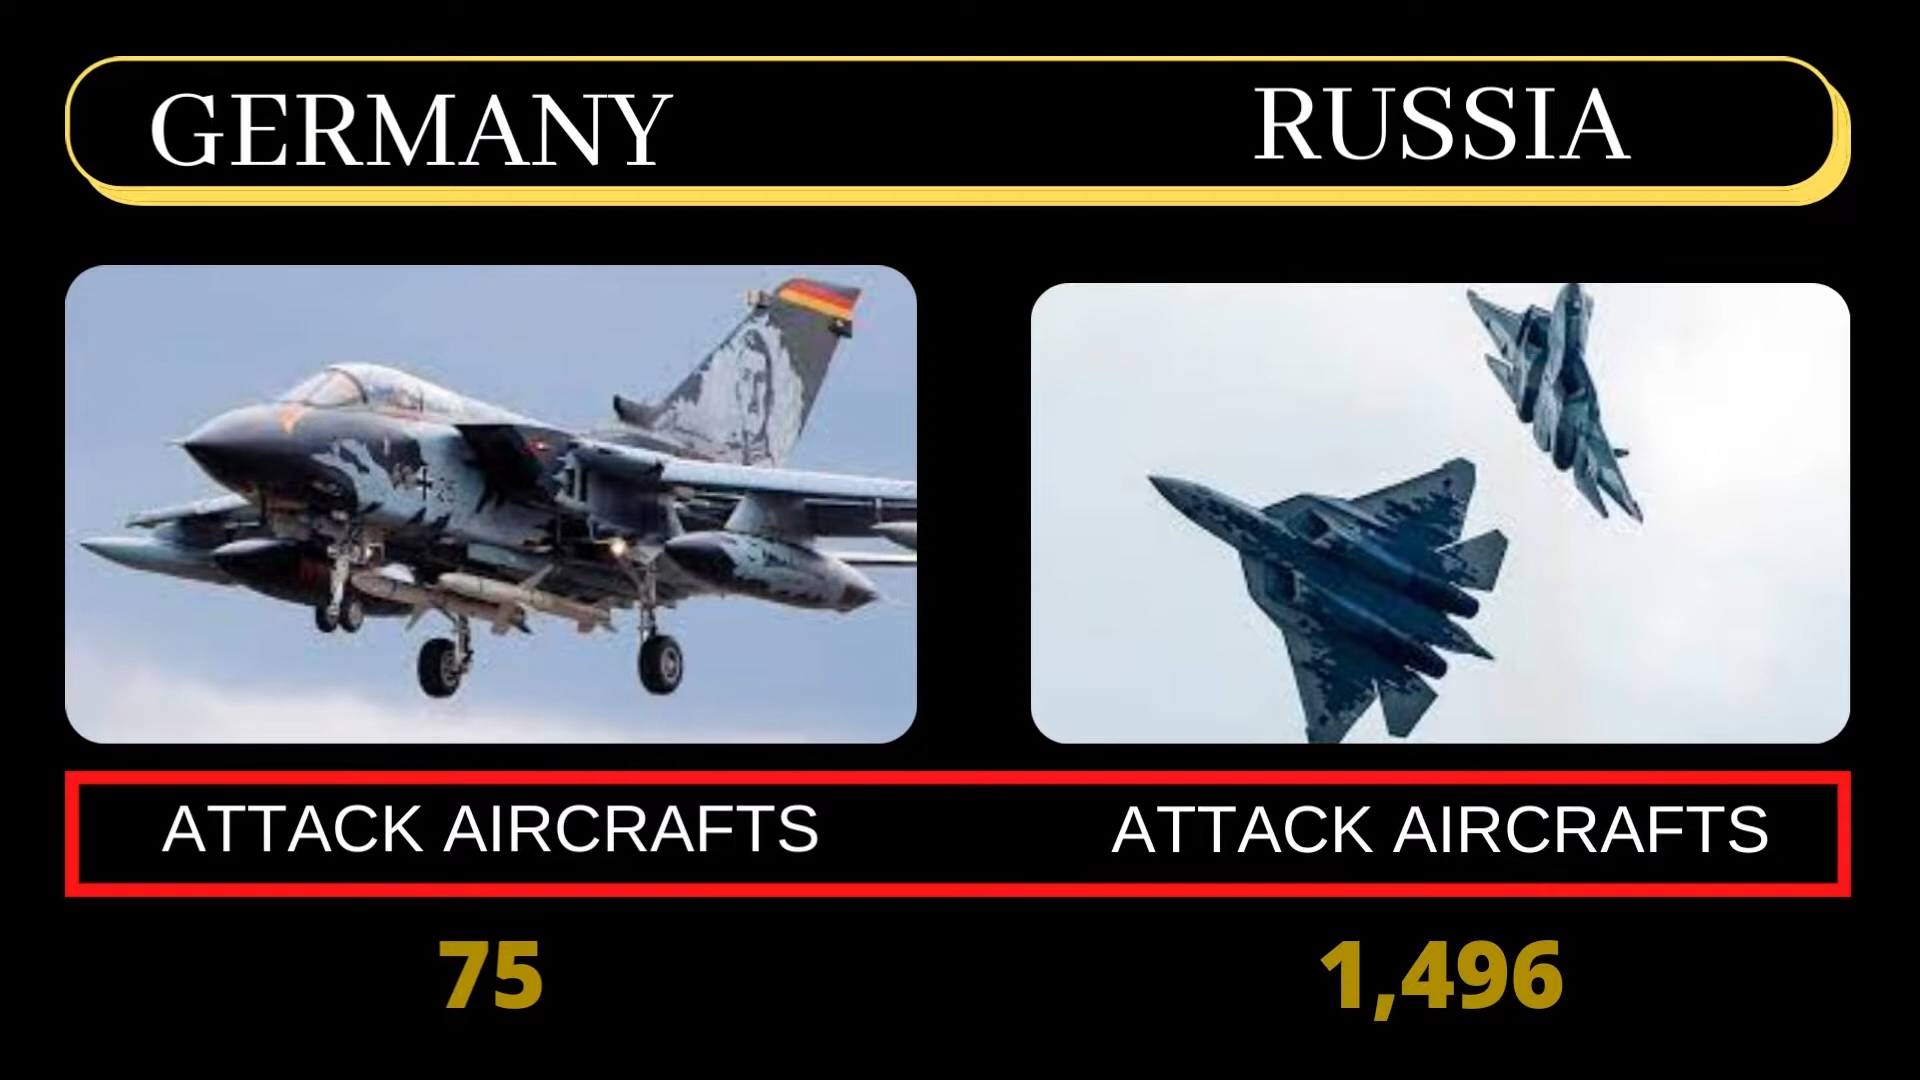 GERMANY
RUSSIA
ATTACK AIRCRAFTS
ATTACK AIRCRAFTS
75
1,496